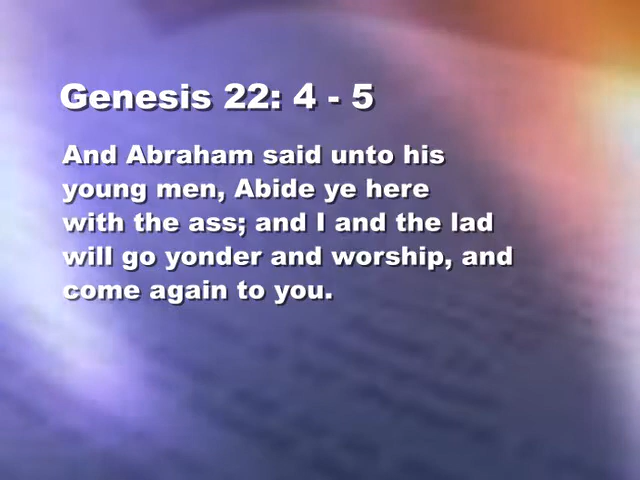 Genesis 22: 4 - 5
And Abraham said unto his
young men, Abide ye here
with the ass; and I and the lad
will go yonder and worship, and
come again to you.